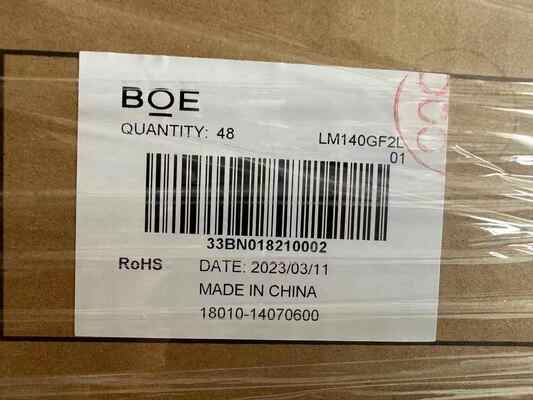 BOE
QUANTITY: 48 LM140GF2L
01
33BN018210002
RoHS DATE: 2023/03/11
MADE IN CHINA
18010-14070600